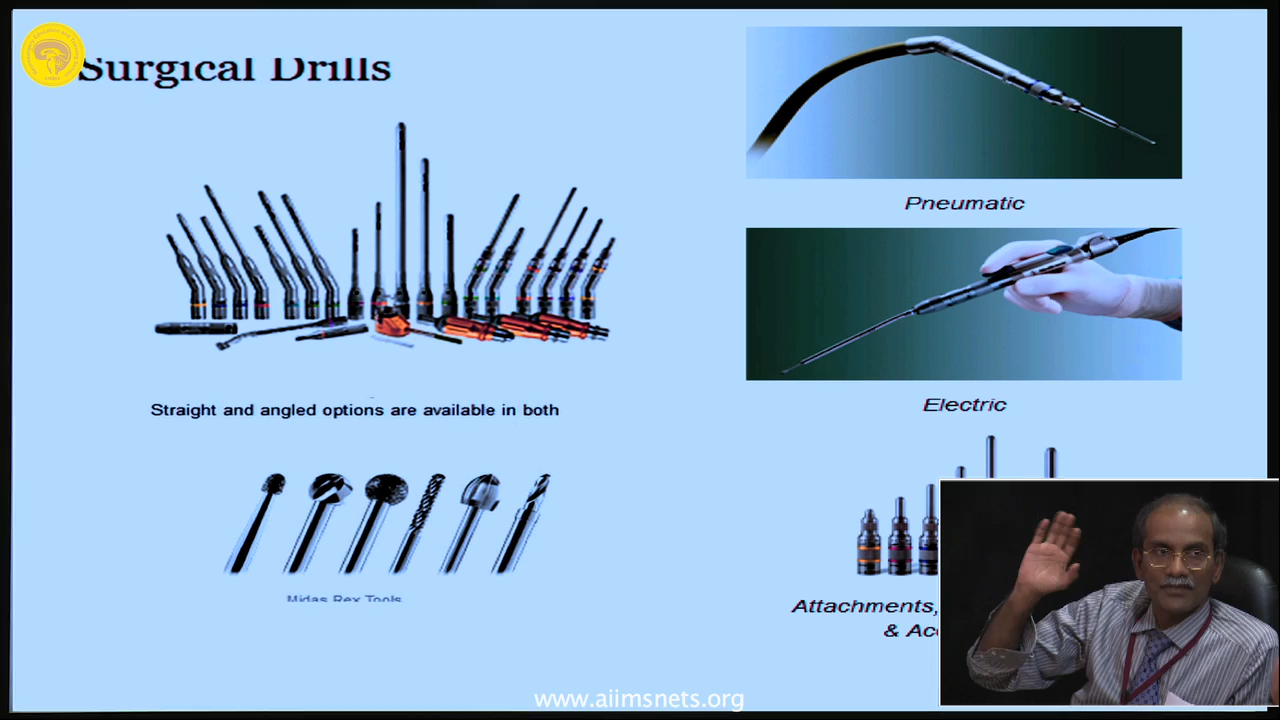 Surgical Drills
Pneumatic
Electric
Straight and angled options are available in both
Midas Rex Tools
Attachments,
&
www.aiimsnets.org